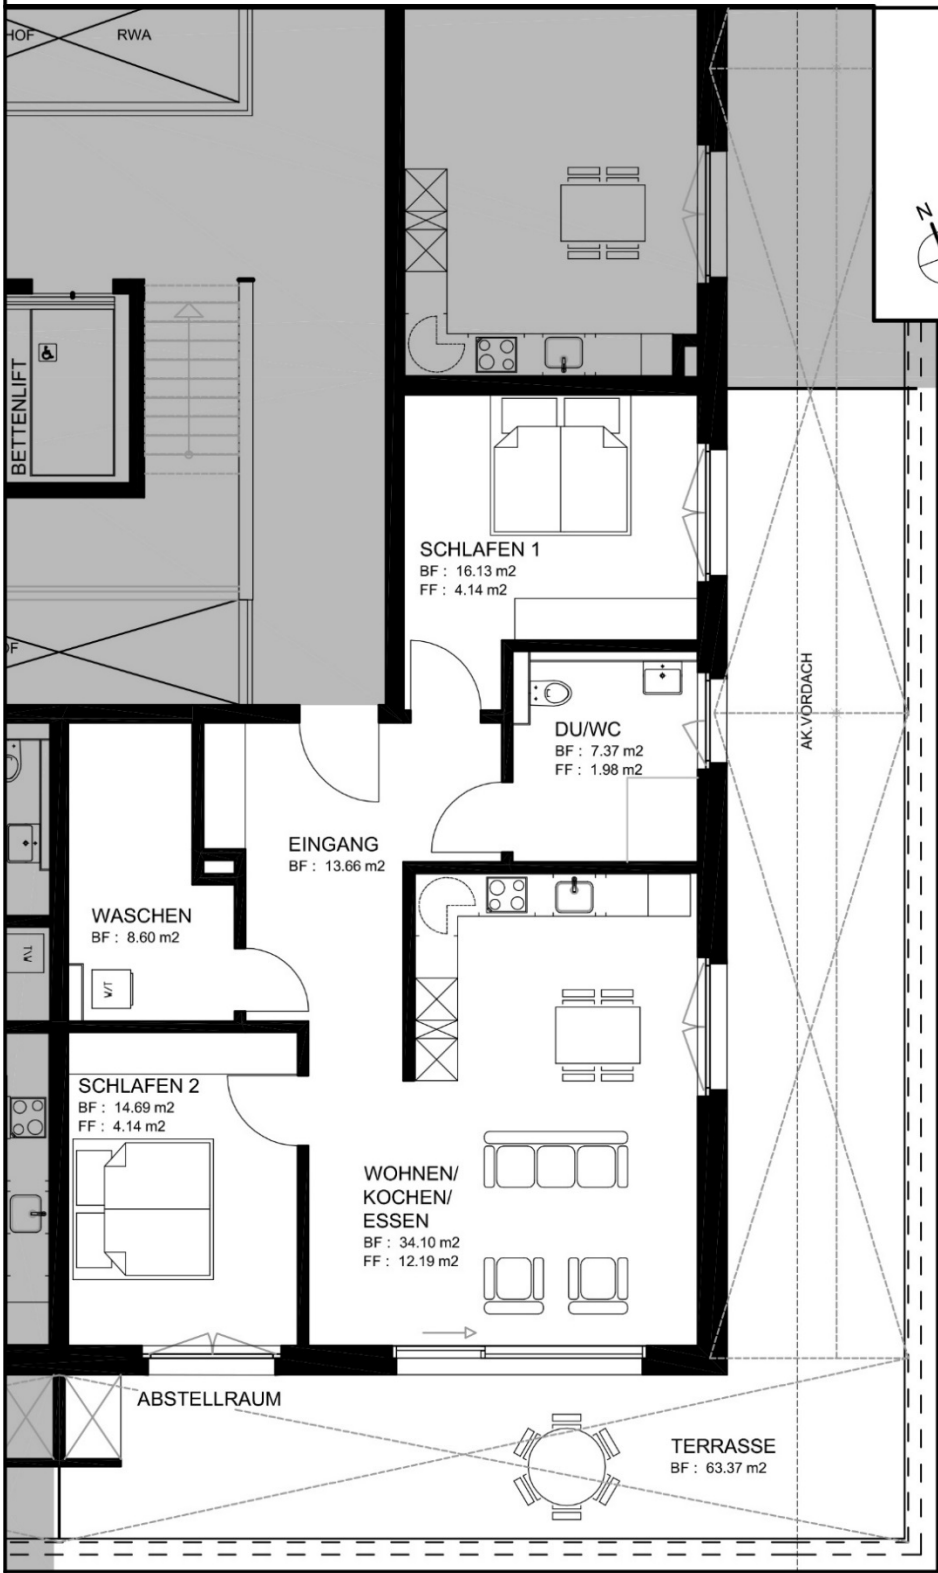 HOF
RWA
N
BETTENLIFT
SCHLAFEN 1
BF : 16.13 m2
FF : 4.14 m2
AK.VORDACH
OF
DU/WC
BF : 7.37 m2
FF : 1.98 m2
EINGANG
BF : 13.66 m2
WASCHEN
BF : 8.60 m2
T/W
W/T
SCHLAFEN 2
BF : 14.69 m2
FF : 4.14 m2
WOHNEN/
KOCHEN/
ESSEN
BF : 34.10 m2
FF : 12.19 m2
ABSTELLRAUM
TERRASSE
BF : 63.37 m2